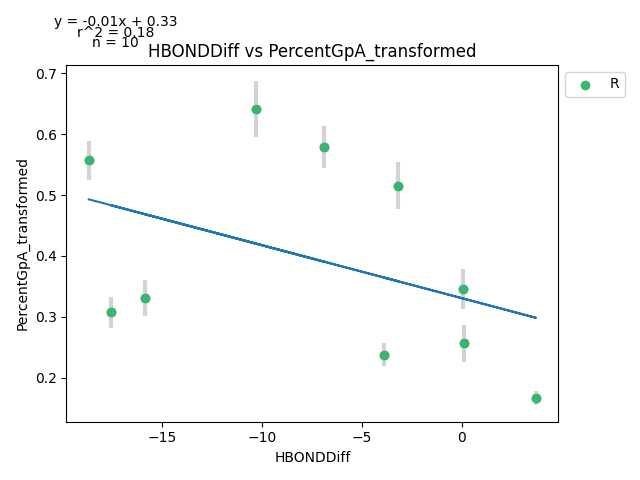 y = -0.01x + 0.33
r^2 = 0.18
n = 10
HBONDDiff vs PercentGpA_transformed
R
PercentGpA_transformed
0.7
0.6
0.5
0.4
0.3
0.2
−15
−10
−5
0
HBONDDiff